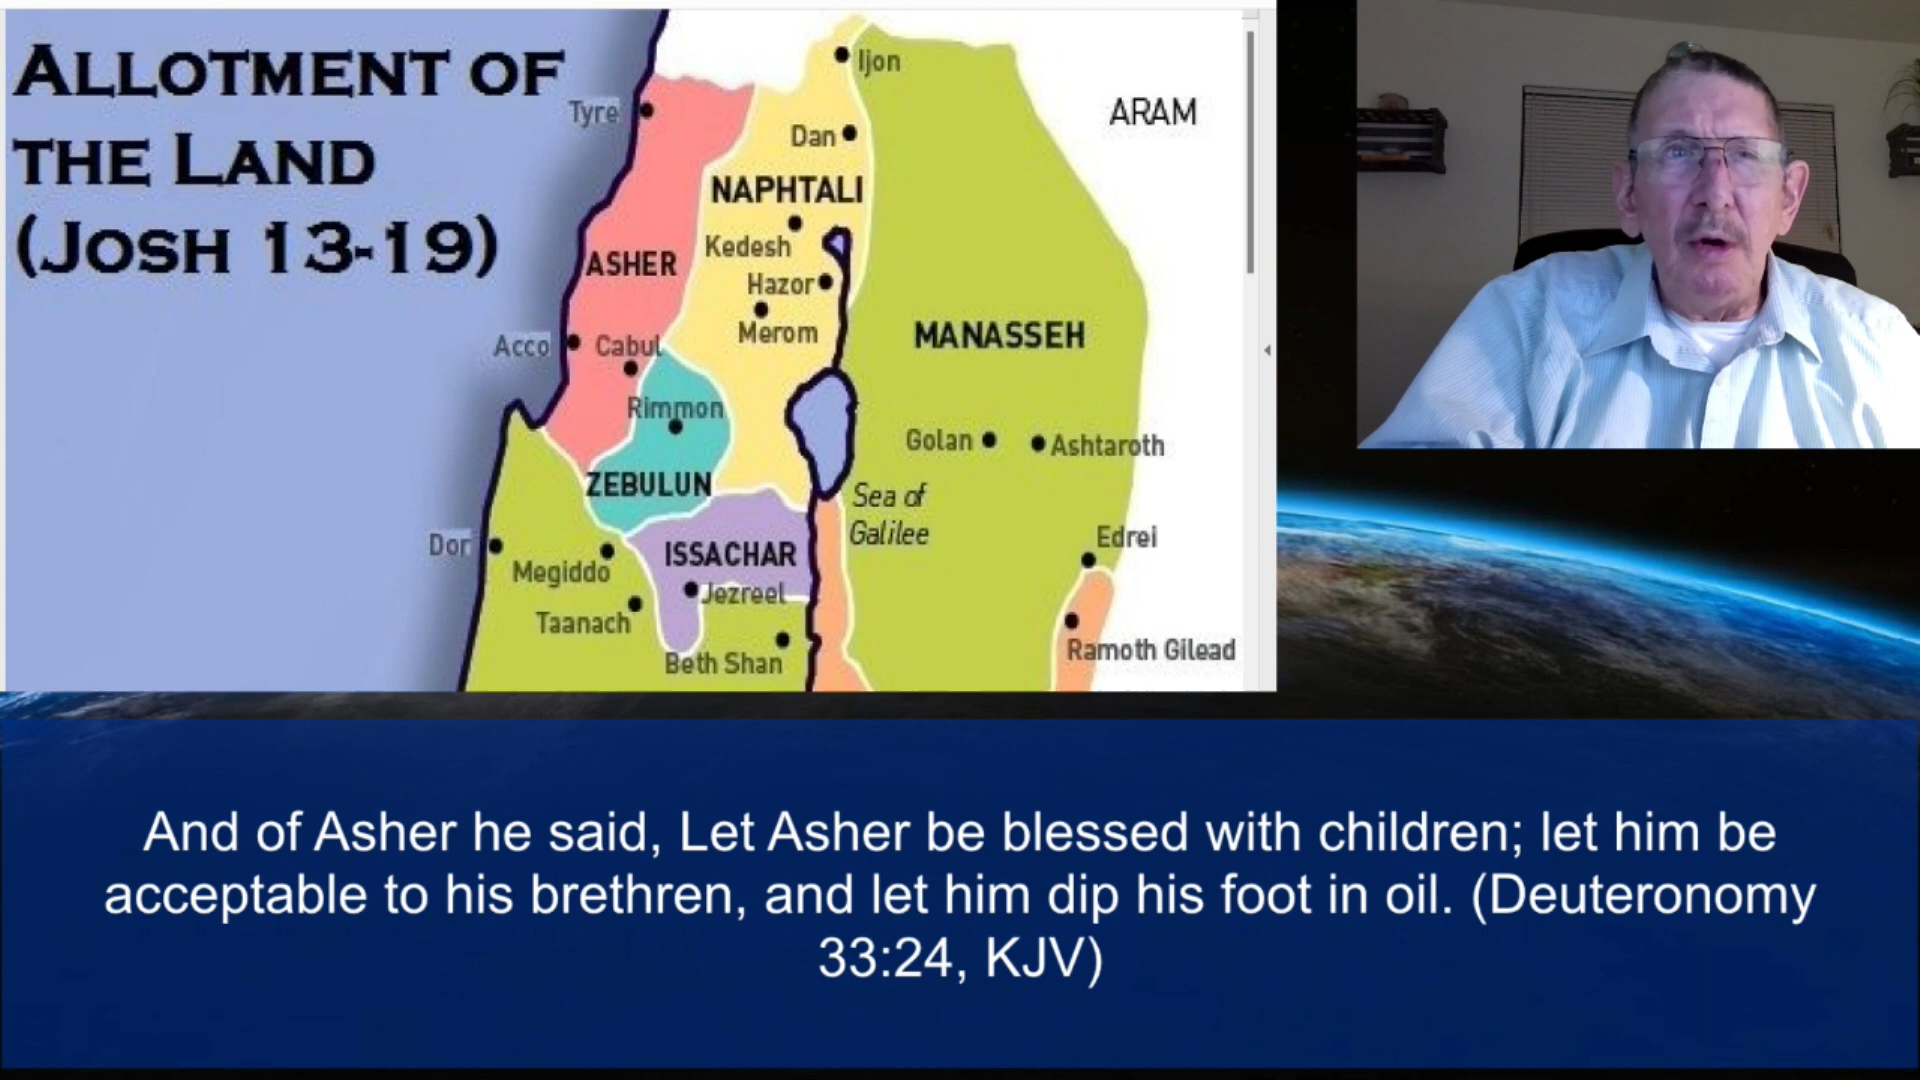 ALLOTMENT OF
THE LAND
(JOSH 13-19)
Ijon
Tyre
ARAM
Dan
NAPHTALI
Kedesh
ASHER
Hazor
Merom
MANASSEH
Acco
Cabul
Rimmon
Golan
Ashtaroth
ZEBULUN
Sea of
Galilee
Edrei
Dor
ISSACHAR
Megiddo
Jezreel
Taanach
Ramoth Gilead
Beth Shan
And of Asher he said, Let Asher be blessed with children; let him be
acceptable to his brethren, and let him dip his foot in oil. (Deuteronomy
33:24, KJV)